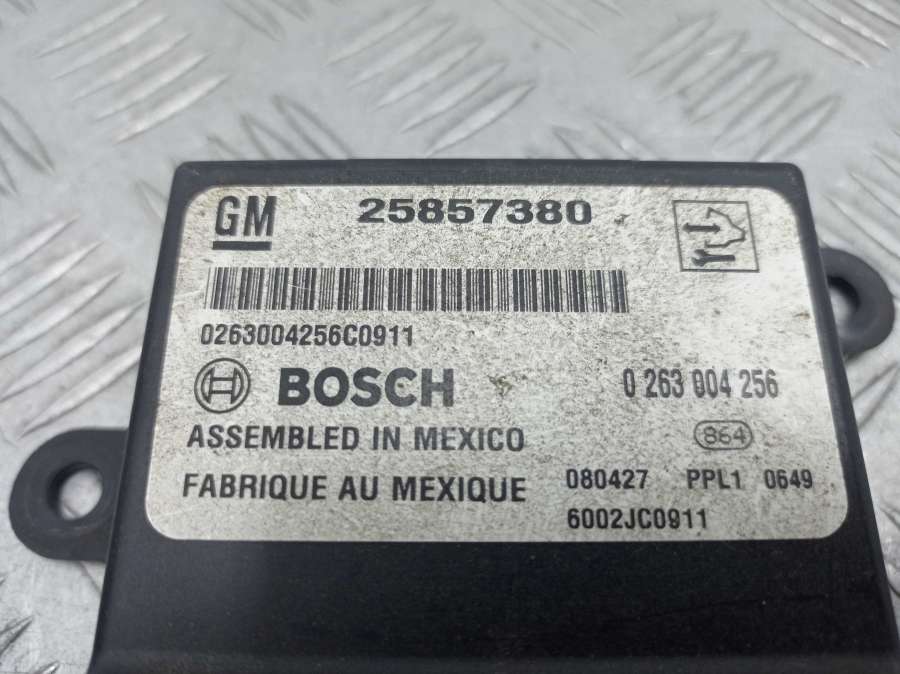 GM 25857380
0263004256C0911
BOSCH 0 263 004 256
ASSEMBLED IN MEXICO 864
FABRIQUE AU MEXIQUE 080427 PPL1 0649
6002JC0911